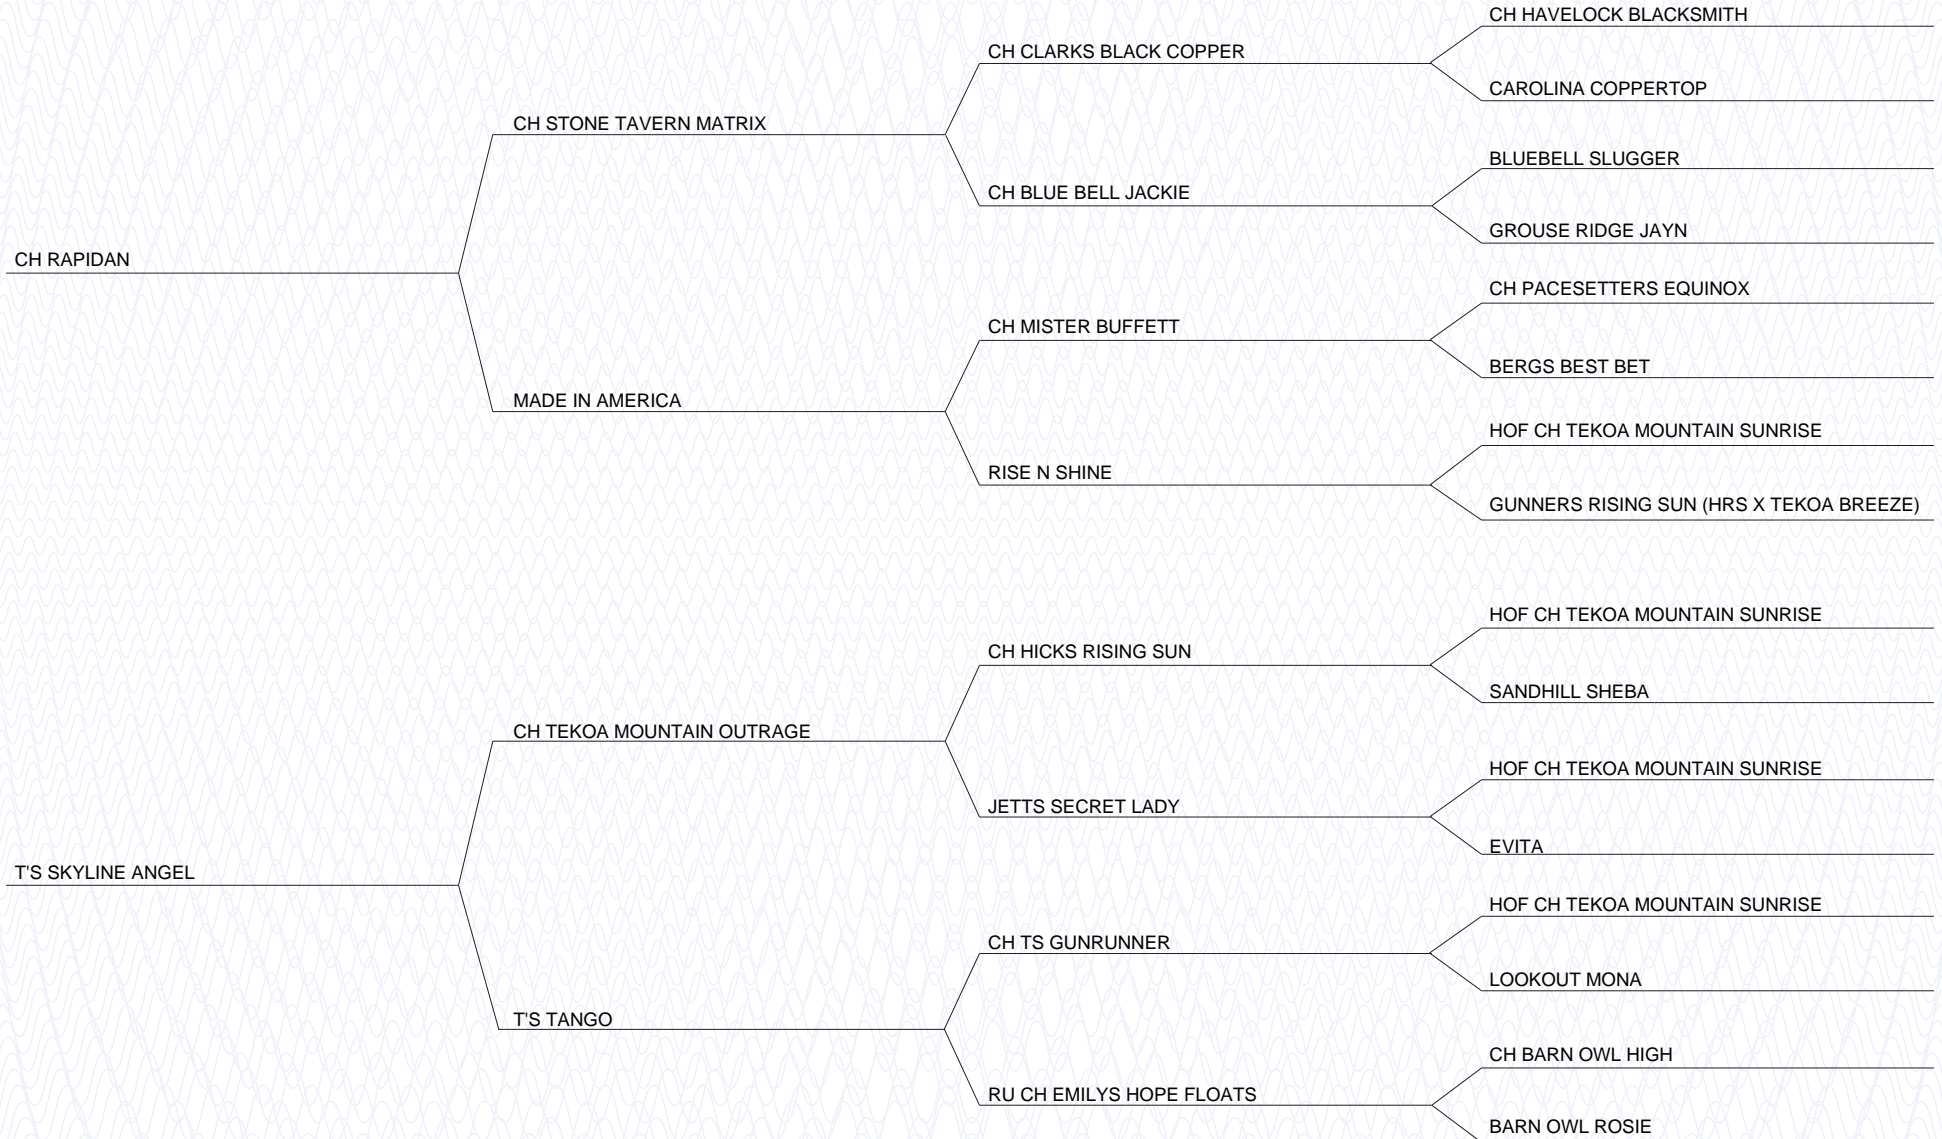 CH HAVELOCK BLACKSMITH
CH CLARKS BLACK COPPER
CAROLINA COPPERTOP
CH STONE TAVERN MATRIX
BLUEBELL SLUGGER
CH BLUE BELL JACKIE
GROUSE RIDGE JAYN
CH RAPIDAN
CH PACESETTERS EQUINOX
CH MISTER BUFFETT
BERGS BEST BET
MADE IN AMERICA
HOF CH TEKOA MOUNTAIN SUNRISE
RISE N SHINE
GUNNERS RISING SUN (HRS X TEKOA BREEZE)
HOF CH TEKOA MOUNTAIN SUNRISE
CH HICKS RISING SUN
SANDHILL SHEBA
CH TEKOA MOUNTAIN OUTRAGE
HOF CH TEKOA MOUNTAIN SUNRISE
JETTS SECRET LADY
EVITA
T'S SKYLINE ANGEL
HOF CH TEKOA MOUNTAIN SUNRISE
CH TS GUNRUNNER
LOOKOUT MONA
T'S TANGO
CH BARN OWL HIGH
RU CH EMILYS HOPE FLOATS
BARN OWL ROSIE